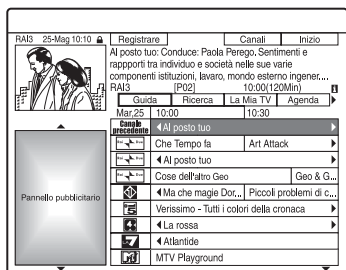 RAI3 25-Mag 10:10
Registrare Canali Inizio
Al posto tuo: Conduce: Paola Perego. Sentimenti e
rappporti tra individuo e società nelle sue varie
componenti istituzioni, lavaro, mondo esterno ingener....
RAI3 [P02] 10:00(120Min)
Guida Ricerca La Mia TV Agenda
Mar,25 10:00 10:30
Canale
precedente
Al posto tuo
Che Tempo fa Art Attack
Al posto tuo
Cose dell'altro Geo Geo & G...
Ma che magie Dor,.. Piccoli problemi di c,..
Verissimo - Tutti i colori della cronaca
La rossa
Atlantide
MTV Playground
Pannello pubblicitario